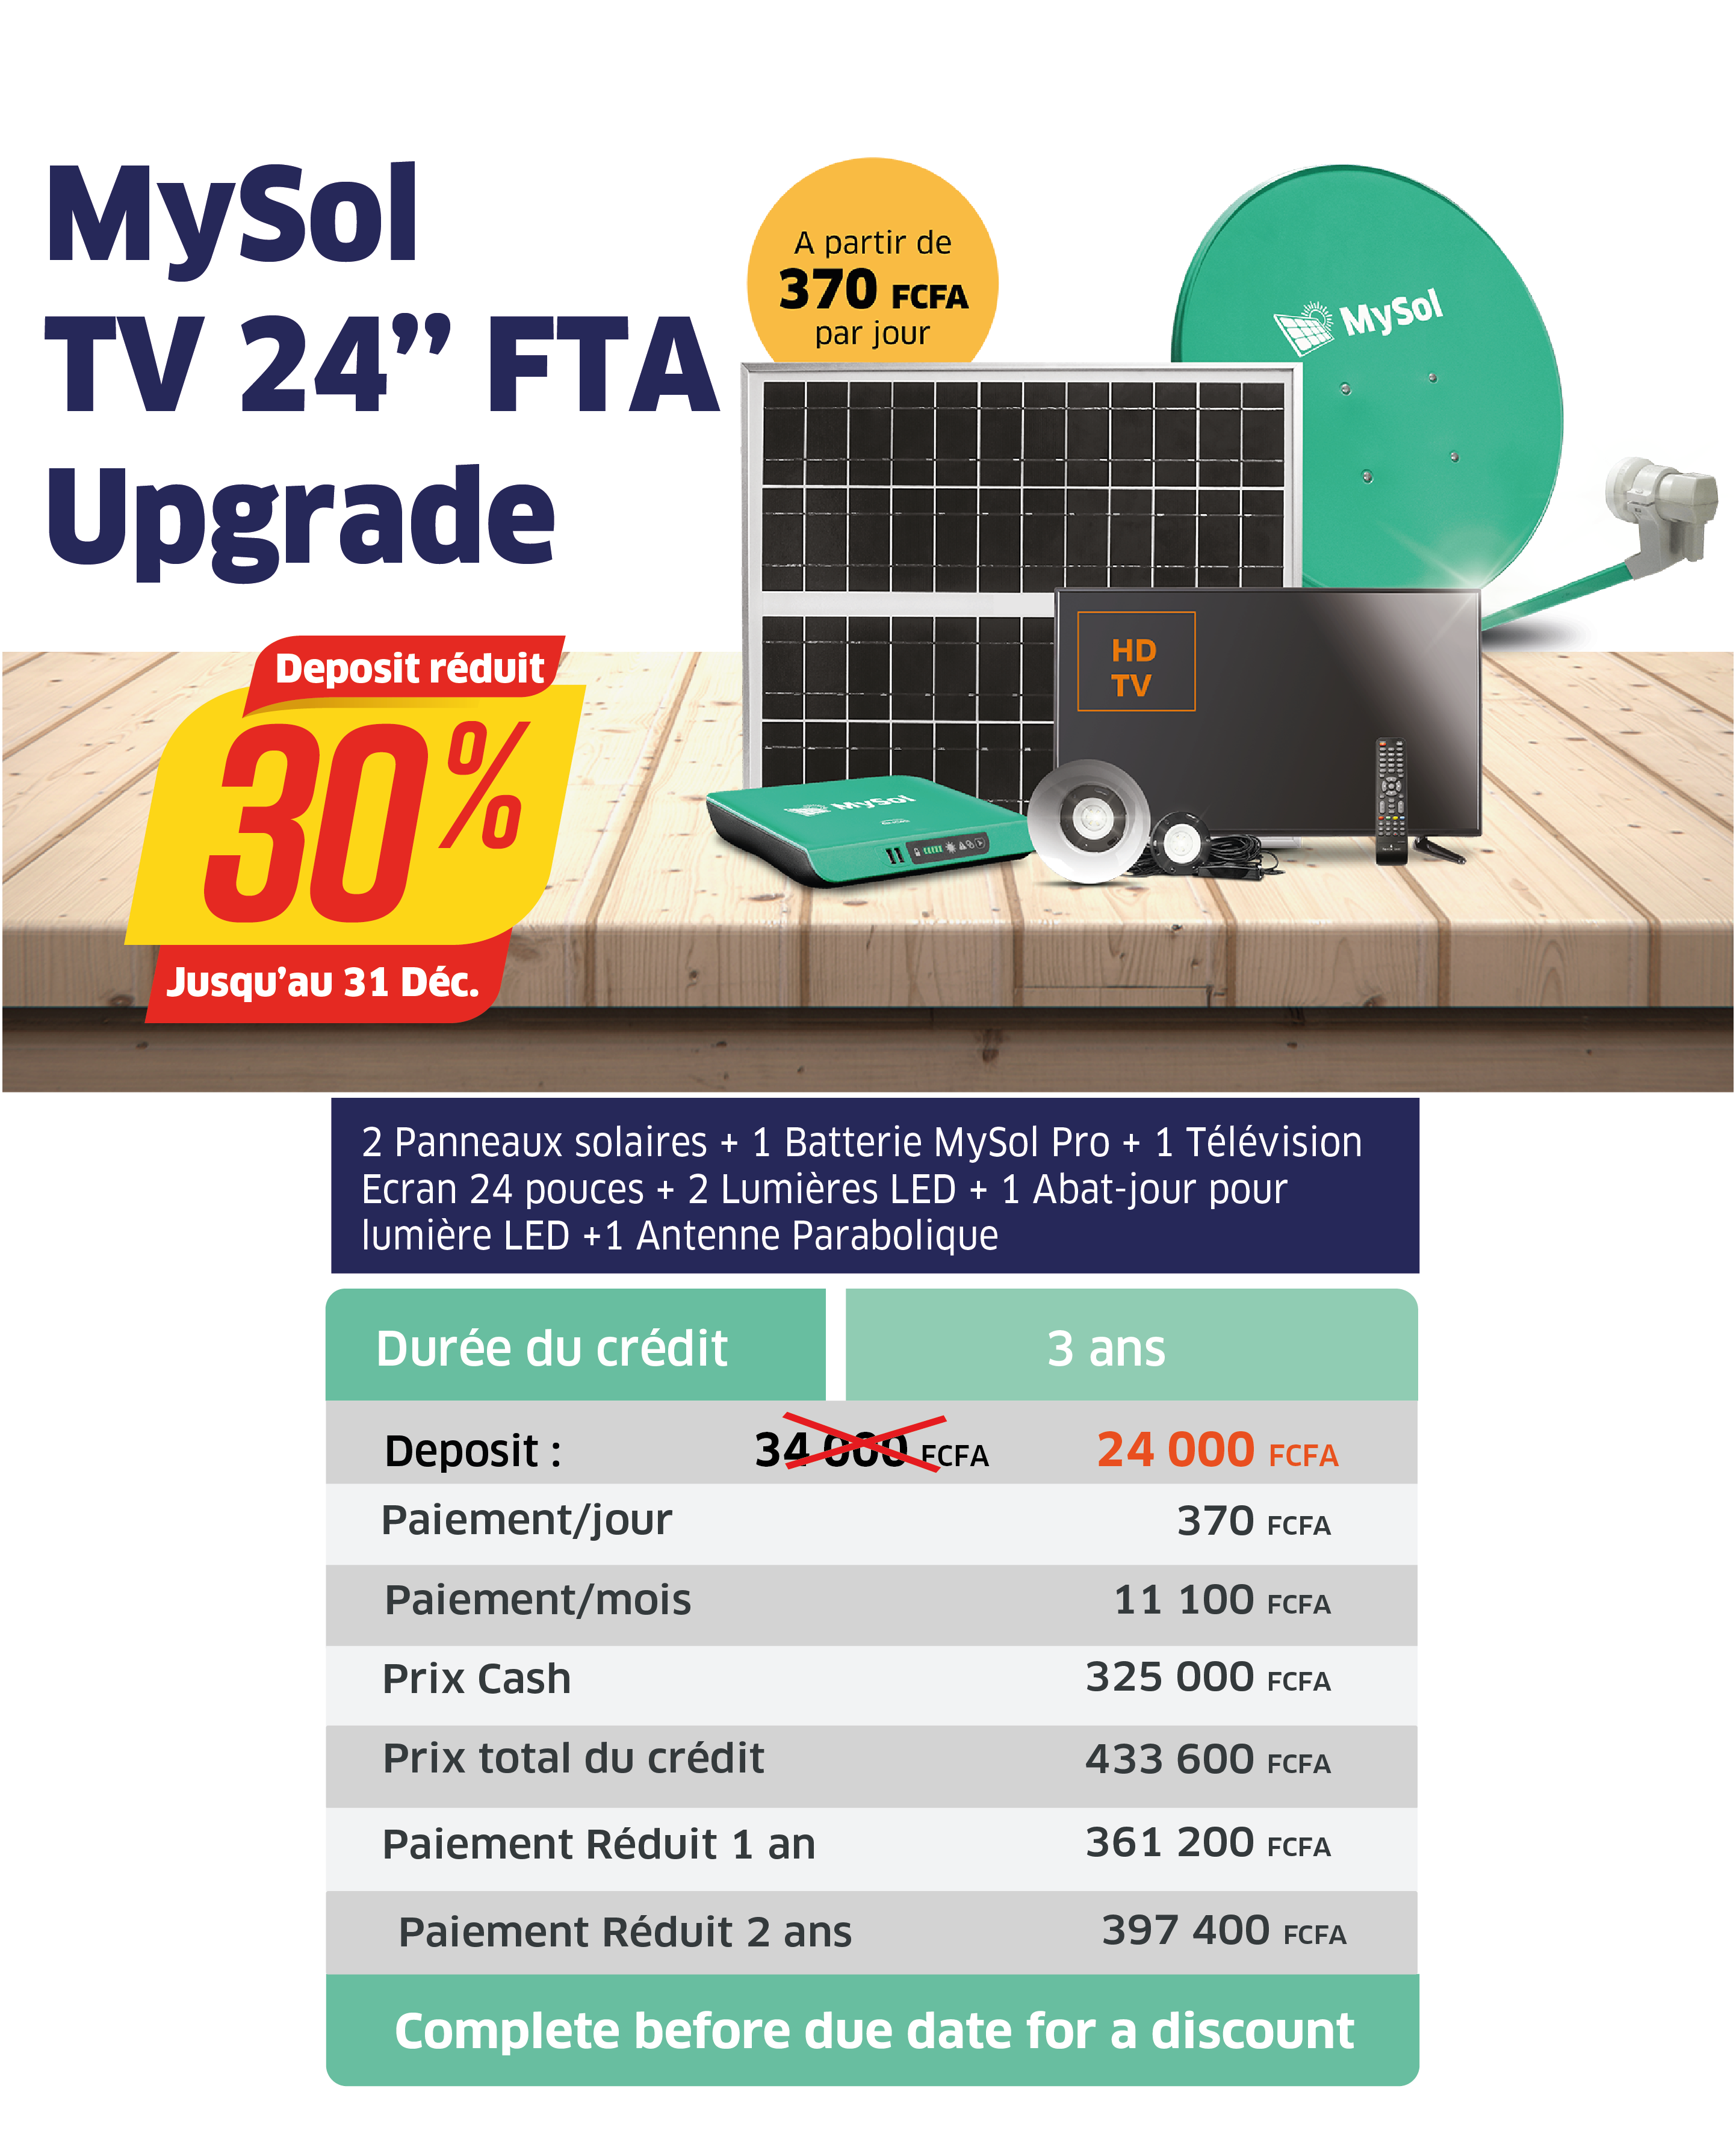 MySol
TV 24” FTA
Upgrade
A partir de
370 FCFA
par jour
MySol
HD
TV
MySol
Deposit réduit
30%
Jusqu’au 31 Déc.
2 Panneaux solaires + 1 Batterie MySol Pro + 1 Télévision
Ecran 24 pouces + 2 Lumières LED + 1 Abat-jour pour
lumière LED +1 Antenne Parabolique
Durée du crédit 3 ans
Deposit : 34 000 FCFA 24 000 FCFA
Paiement/jour 370 FCFA
Paiement/mois 11 100 FCFA
Prix Cash 325 000 FCFA
Prix total du crédit 433 600 FCFA
Paiement Réduit 1 an 361 200 FCFA
Paiement Réduit 2 ans 397 400 FCFA
Complete before due date for a discount